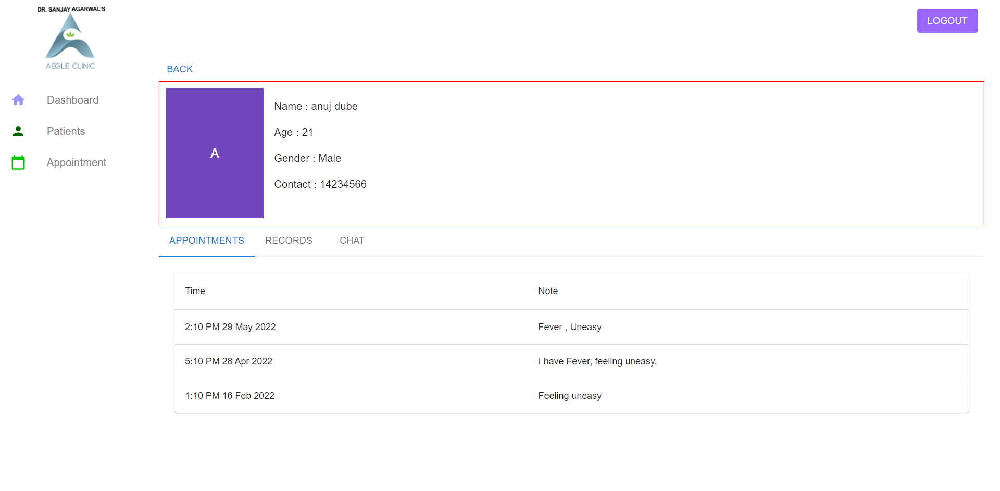 DR. SANJAY AGARWAL'S
AEGLE CLINIC
LOGOUT
Dashboard
Patients
Appointment
BACK
A
Name : anuj dube
Age : 21
Gender : Male
Contact : 14234566
APPOINTMENTS RECORDS CHAT
Time Note
2:10 PM 29 May 2022 Fever , Uneasy
5:10 PM 28 Apr 2022 I have Fever, feeling uneasy.
1:10 PM 16 Feb 2022 Feeling uneasy